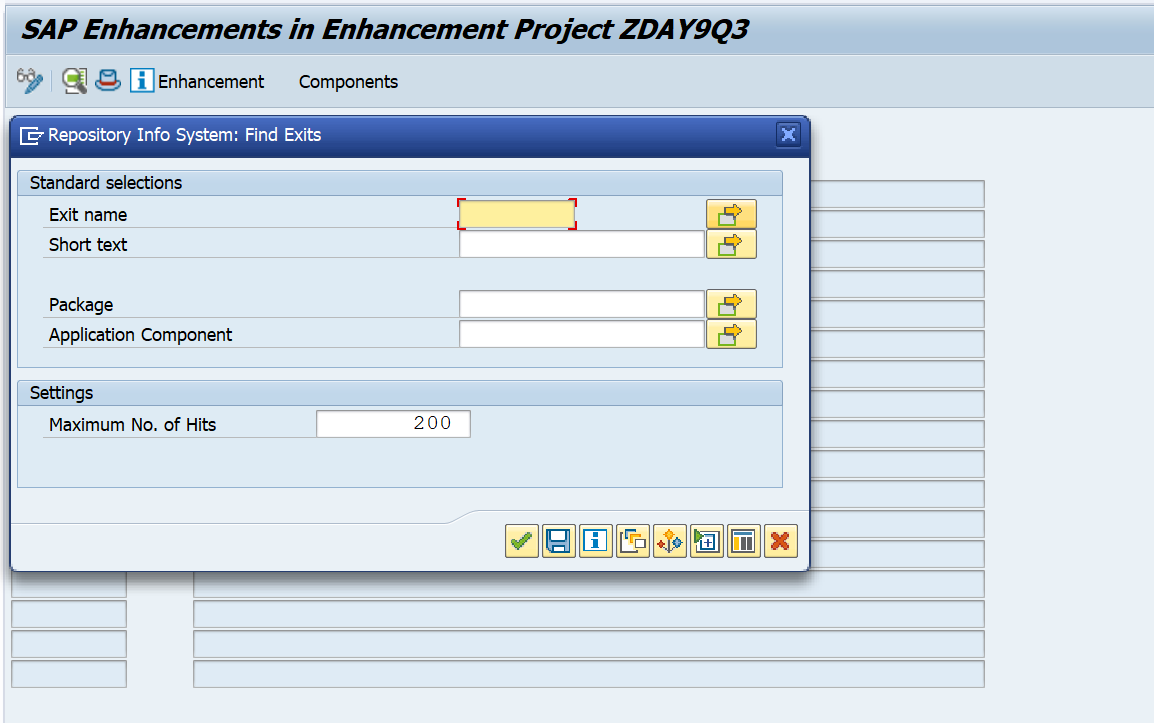 SAP Enhancements in Enhancement Project ZDAY9Q3
Enhancement Components
Repository Info System: Find Exits
Standard selections
Exit name
Short text
Package
Application Component
Settings
Maximum No. of Hits 200